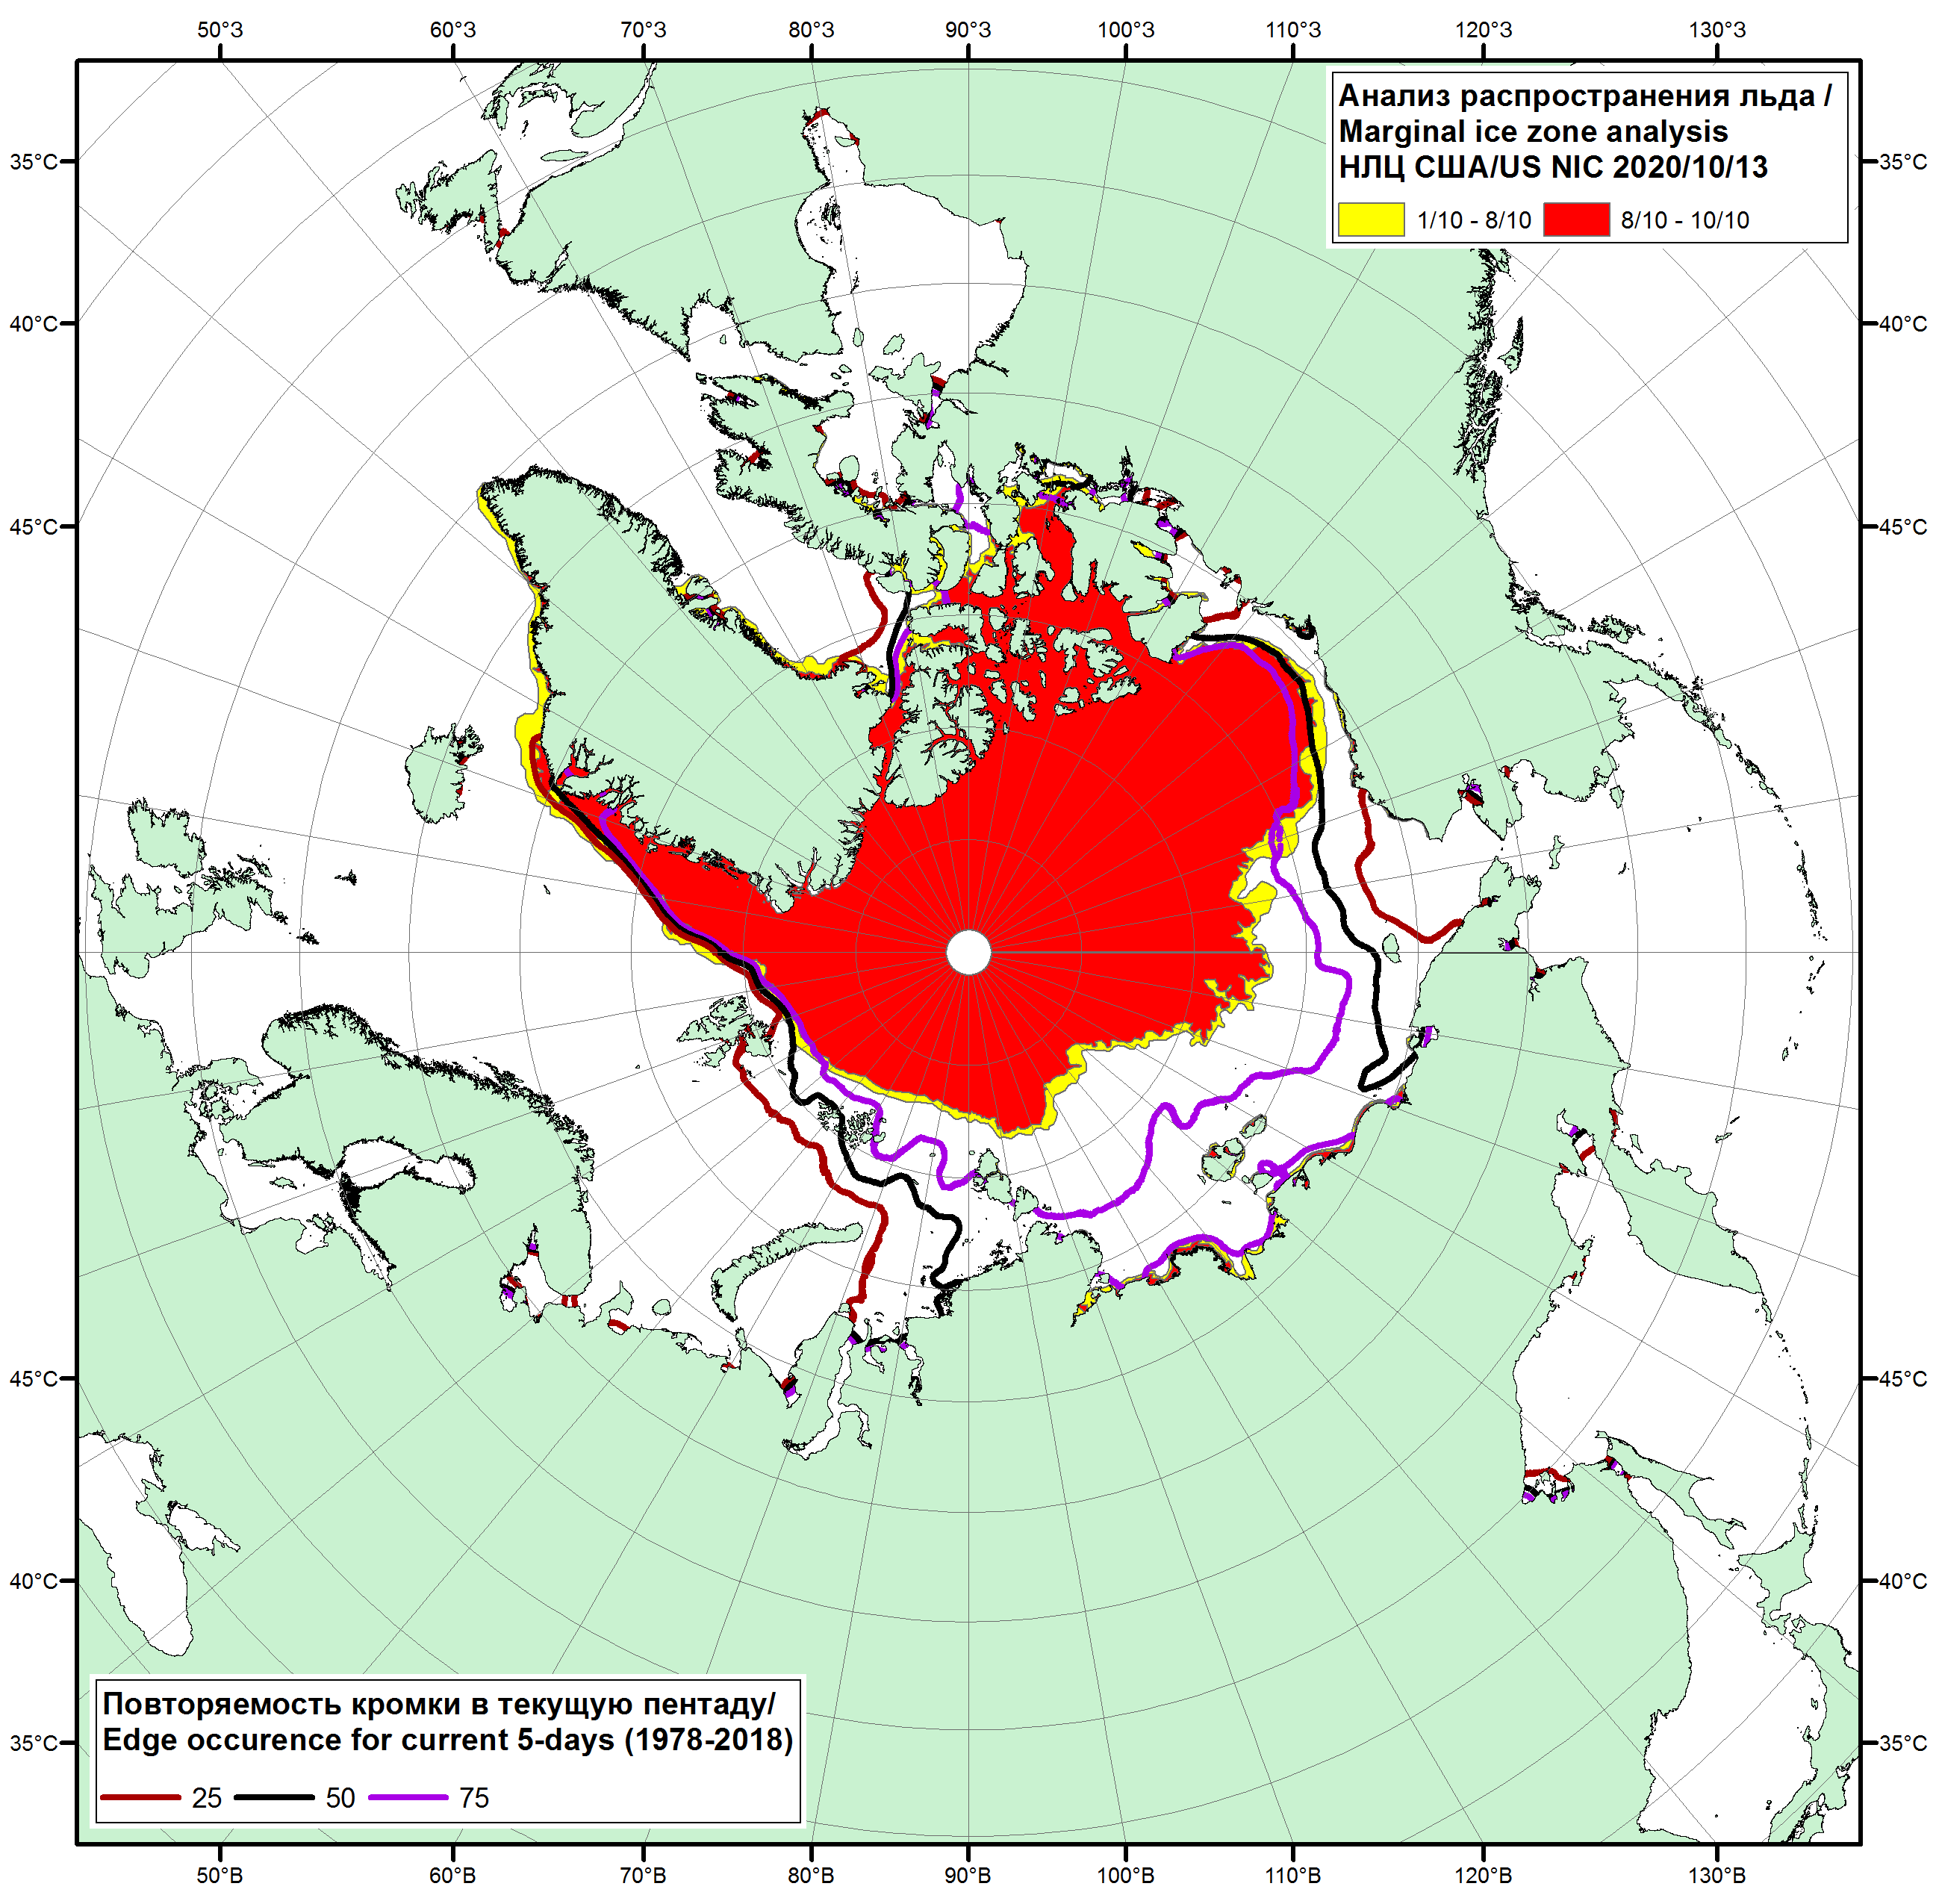 50°З 60°З 70°З 80°З 90°З 100°З 110°З 120°З 130°З
Анализ распространения льда /
Marginal ice zone analysis
НЛЦ США/US NIC 2020/10/13
1/10 - 8/10 8/10 - 10/10
35°С 35°С
40°С 40°С
45°С 45°С
45°С 45°С
40°С 40°С
35°С 35°С
Повторяемость кромки в текущую пентаду/
Edge occurence for current 5-days (1978-2018)
25 50 75
50°В 60°В 70°В 80°В 90°В 100°В 110°В 120°В 130°В